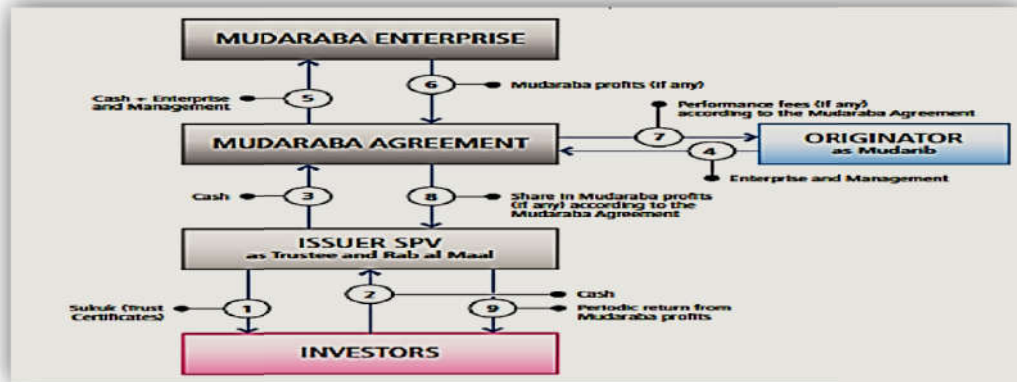 MUDARABA ENTERPRISE
6
Mudaraba profits (if any)
Cash + Enterprise
and Management
5
Performance fees (if any)
according to the Mudaraba Agreement
7
MUDARABA AGREEMENT
ORIGINATOR
as Mudarib
4
Enterprise and Management
Cash
3
8
Share in Mudaraba profits
(if any) according to the
Mudaraba Agreement
ISSUER SPV
as Trustee and Rab al Maal
Sukuk (Trust
Certificates)
1
2
Cash
9
Periodic return from
Mudaraba profits
INVESTORS